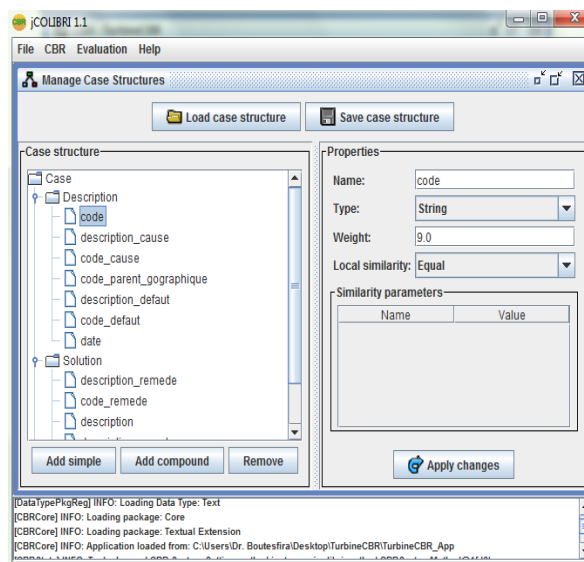 jCOLIBRI 1.1
File CBR Evaluation Help
Manage Case Structures
Load case structure
Save case structure
Case structure
Case
Description
code
description_cause
code_cause
code_parent_gographique
description_defaut
code_defaut
date
Solution
description_remede
code_remede
description
Add simple
Add compound
Remove
Properties
Name: code
Type: String
Weight: 9.0
Local similarity: Equal
Similarity parameters
Name Value
Apply changes
[DataTypePkgReg] INFO: Loading Data Type: Text
[CBRCore] INFO: Loading package: Core
[CBRCore] INFO: Loading package: Textual Extension
[CBRCore] INFO: Application loaded from: C:\Users\Dr. Boutesfira\Desktop\TurbineCBR\TurbineCBR_App